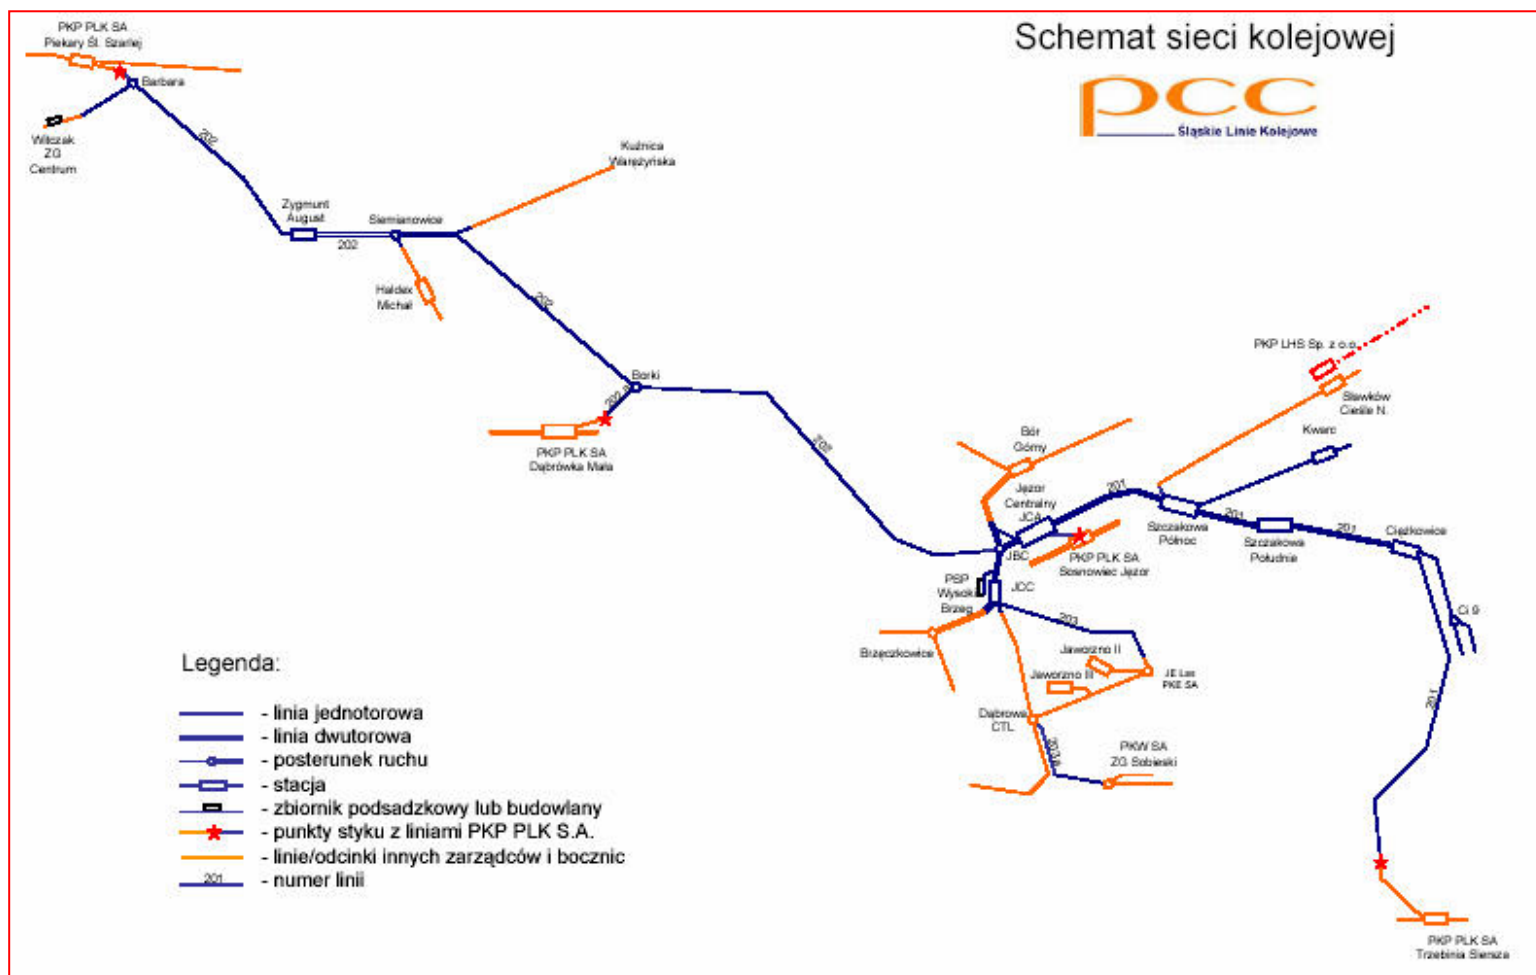 PKP PLK SA
Piekary Śl. Szarlej
Schemat sieci kolejowej
pcc
Śląskie Linie Kolejowe
Barbara
202
Witczak
ZG
Centrum
Kuźnica
Warężyńska
Zygmunt
August
Siemianowice
202
Haldex
Michał
202
PKP LHS Sp. z o.o.
Borki
202
Sławków
Cieśle N.
PKP PLK SA
Dąbrówka Mała
202
Bór
Górny
Kwarc
Jęzor
Centralny
JCA
201
Szczakowa
Północ
201
Szczakowa
Południe
201
Ciężkowice
JBC
PKP PLK SA
Sosnowiec Jęzor
PSP
Wysoki
Brzeg
JCC
203
Ci 9
Brzęczkowice
Jaworzno II
Jaworzno III
JE Łas
PKE SA
Legenda:
201
Dąbrowa
CTL
203a
PKW SA
ZG Sobieski
- linia jednotorowa
- linia dwutorowa
- posterunek ruchu
- stacja
- zbiornik podsadzkowy lub budowlany
- punkty styku z liniami PKP PLK S.A.
- linie/odcinki innych zarządców i bocznic
201 - numer linii
PKP PLK SA
Trzebinia Siersza